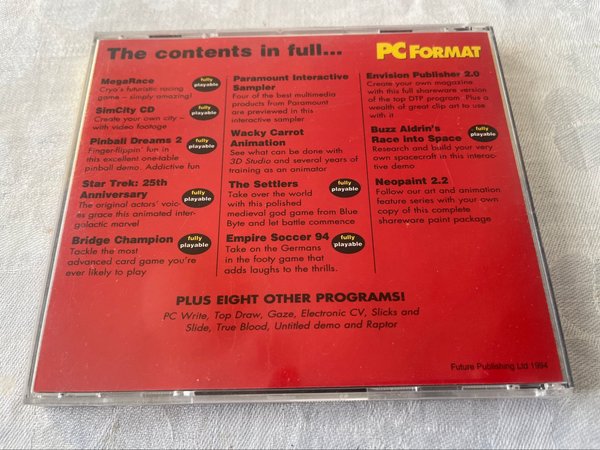 The contents in full...
PC FORMAT
MegaRace
fully playable
Cryo's futuristic racing
game – simply amazing!
SimCity CD
fully playable
Create your own city –
with video footage
Pinball Dreams 2
fully playable
Finger-flippin' fun in
this excellent one-table
pinball demo. Addictive fun
Star Trek: 25th
Anniversary
fully playable
The original actors' voic-
es grace this animated inter-
galactic marvel
Bridge Champion
fully playable
Tackle the most
advanced card game you're
ever likely to play
Paramount Interactive
Sampler
Four of the best multimedia
products from Paramount
are previewed in this
interactive sampler
Wacky Carrot
Animation
See what can be done with
3D Studio and several years of
training as an animator
The Settlers
fully playable
Take over the world
with this polished
medieval god game from Blue
Byte and let battle commence
Empire Soccer 94
fully playable
Take on the Germans
in the footy game that
adds laughs to the thrills.
Envision Publisher 2.0
Create your own magazine
with this full shareware version
of the top DTP program. Plus a
wealth of great clip art to use
with it
Buzz Aldrin's
Race into Space
fully playable
Research and build your very
own spacecraft in this interac-
tive demo
Neopaint 2.2
Follow our art and animation
feature series with your own
copy of this complete
shareware paint package
PLUS EIGHT OTHER PROGRAMS!
PC Write, Top Draw, Gaze, Electronic CV, Slicks and
Slide, True Blood, Untitled demo and Raptor
Future Publishing Ltd 1994